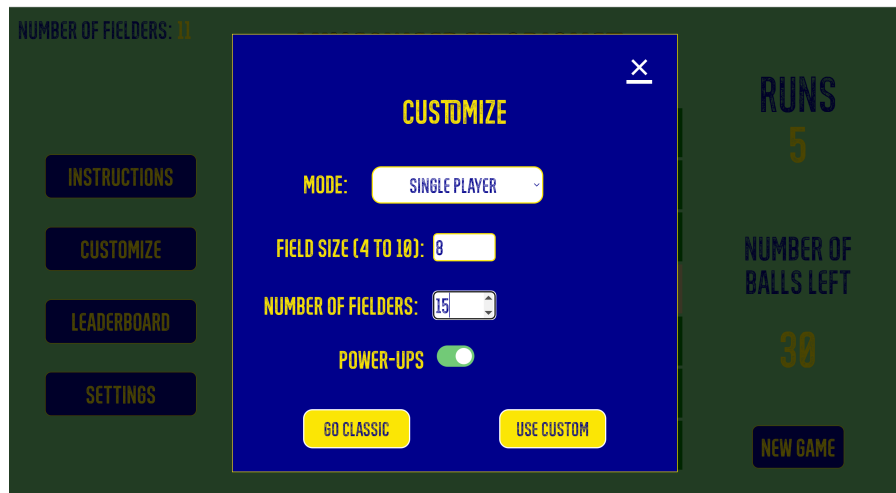 NUMBER OF FIELDERS: 11
×
CUSTOMIZE
MODE: SINGLE PLAYER
FIELD SIZE (4 TO 10): 8
NUMBER OF FIELDERS: 15
POWER-UPS
GO CLASSIC
USE CUSTOM
INSTRUCTIONS
CUSTOMIZE
LEADERBOARD
SETTINGS
RUNS
5
NUMBER OF
BALLS LEFT
30
NEW GAME